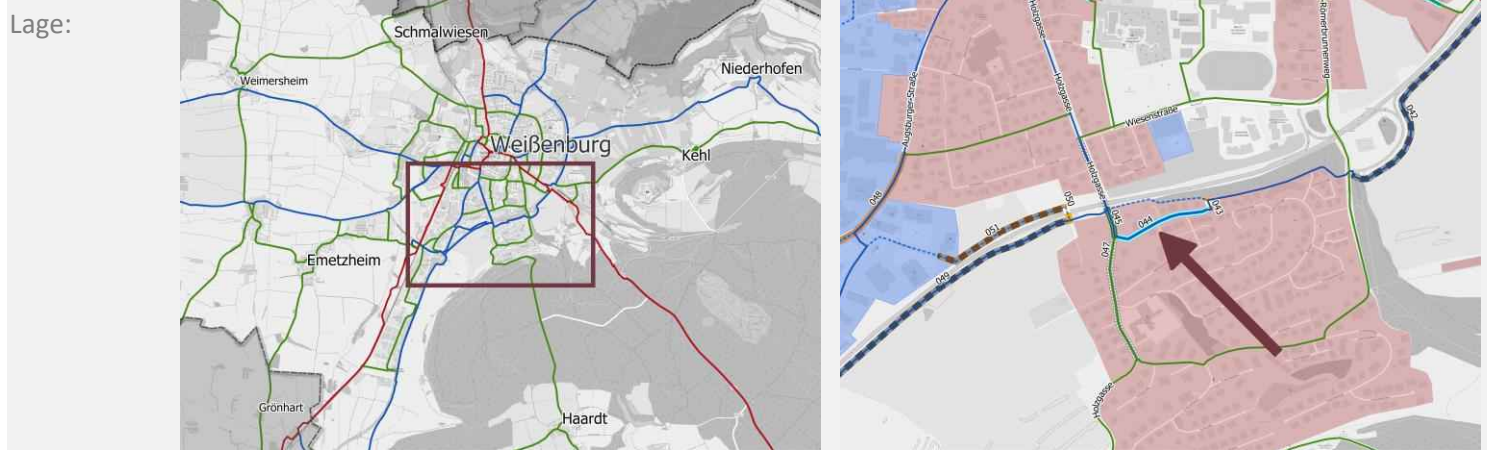 Lage:
Schmalwiesen
Niederhofen
Weimersheim
Weißenburg
Kehl
Emetzheim
Grönhart
Haardt
Holzgasse
-Römerbrunnenweg
Augsburger-Straße
Holzgasse
042
Wiesenstraße
Holzgasse
048
050
043
045
044
051
047
049
Holzgasse